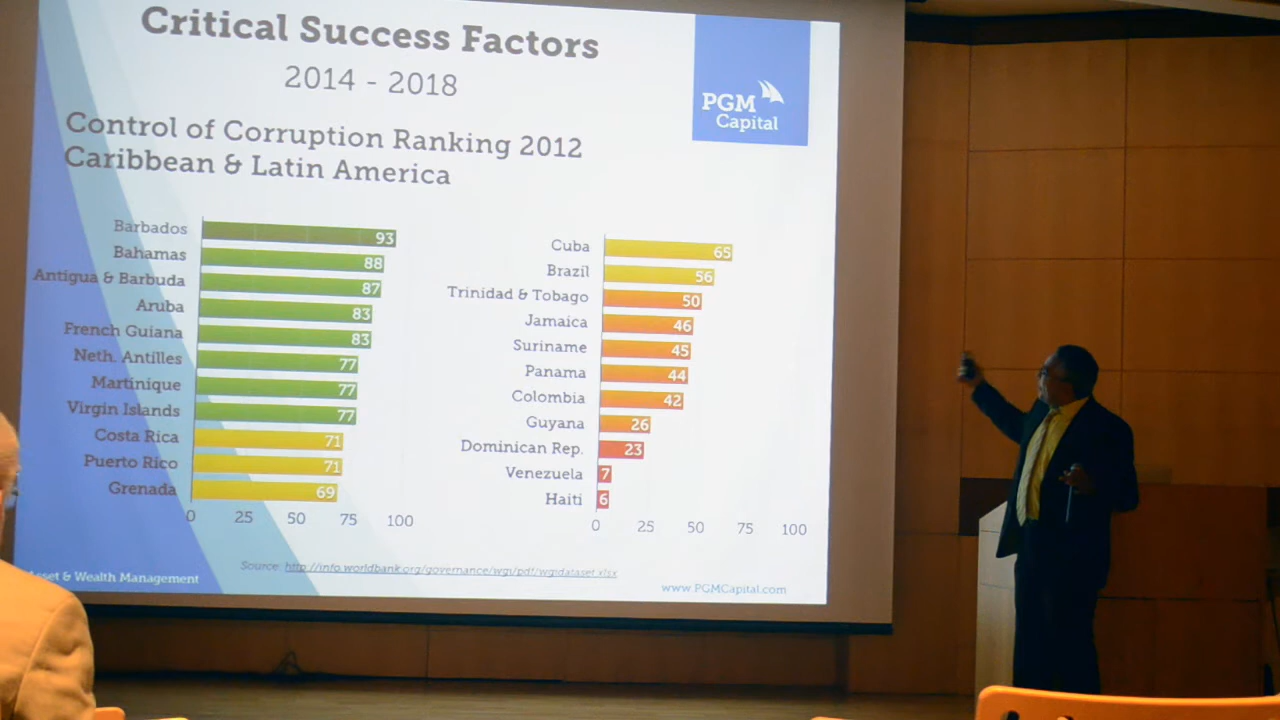 Critical Success Factors
2014 - 2018
PGM
Capital
Control of Corruption Ranking 2012
Caribbean & Latin America
Barbados 93
Bahamas 88
Antigua & Barbuda 87
Aruba 83
French Guiana 83
Neth. Antilles 77
Martinique 77
Virgin Islands 77
Costa Rica 71
Puerto Rico 71
Grenada 69
0 25 50 75 100
Cuba 65
Brazil 56
Trinidad & Tobago 50
Jamaica 46
Suriname 45
Panama 44
Colombia 42
Guyana 26
Dominican Rep. 23
Venezuela 7
Haiti 6
0 25 50 75 100
Source: http://info.worldbank.org/governance/wgi/pdf/wgidataset.xlsx
& Wealth Management
www.PGMCapital.com